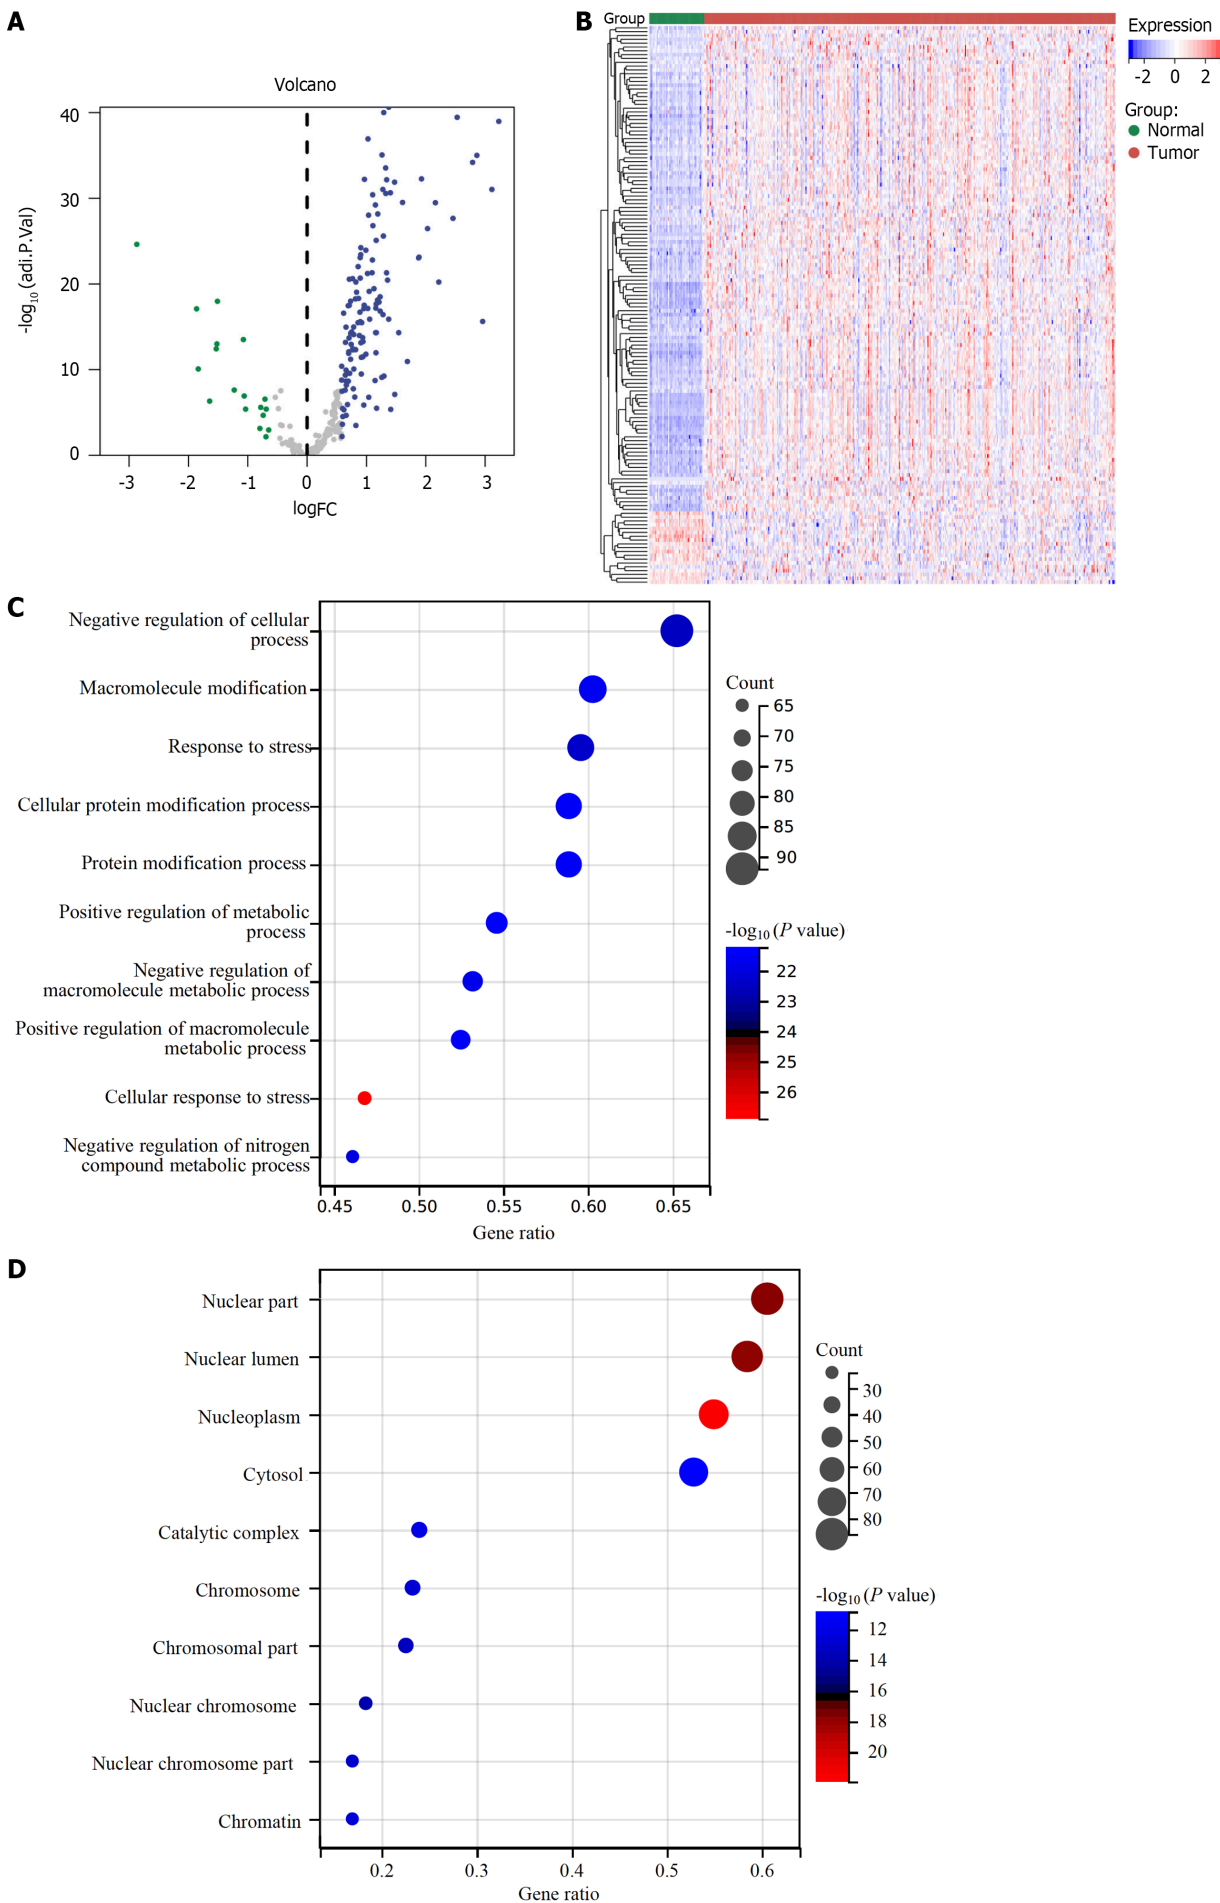 A
Volcano
40
30
20
10
0
-log10 (adi.P.Val)
-3 -2 -1 0 1 2 3
logFC
B
Group
Expression
-2 0 2
Group:
Normal
Tumor
C
Negative regulation of cellular
process
Macromolecule modification
Response to stress
Cellular protein modification process
Protein modification process
Positive regulation of metabolic
process
Negative regulation of
macromolecule metabolic process
Positive regulation of macromolecule
metabolic process
Cellular response to stress
Negative regulation of nitrogen
compound metabolic process
0.45 0.50 0.55 0.60 0.65
Gene ratio
Count
65
70
75
80
85
90
-log10 (P value)
22
23
24
25
26
D
Nuclear part
Nuclear lumen
Nucleoplasm
Cytosol
Catalytic complex
Chromosome
Chromosomal part
Nuclear chromosome
Nuclear chromosome part
Chromatin
0.2 0.3 0.4 0.5 0.6
Gene ratio
Count
30
40
50
60
70
80
-log10 (P value)
12
14
16
18
20